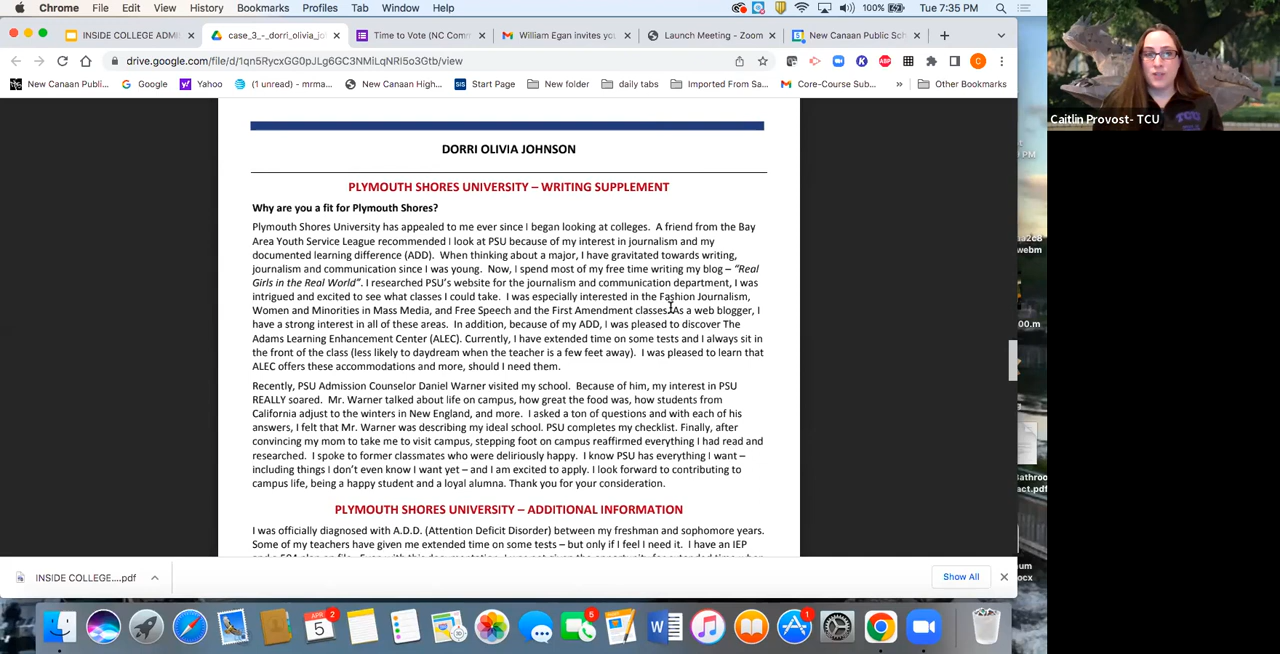 Chrome File Edit View History Bookmarks Profiles Tab Window Help 100% Tue 7:35 PM
INSIDE COLLEGE ADMI case_3_-_dorri_olivia_jo Time to Vote (NC Com William Egan invites you Launch Meeting - Zoom New Canaan Public Sch
drive.google.com/file/d/1qn5RycxGG0pJLg6GC3NMiLqNRI5o3Gtb/view
New Canaan Publi... Google Yahoo (1 unread) - mrma... New Canaan High... Start Page New folder daily tabs Imported From Sa... Core-Course Sub... » Other Bookmarks
Caitlin Provost- TCU
DORRI OLIVIA JOHNSON
PLYMOUTH SHORES UNIVERSITY – WRITING SUPPLEMENT
Why are you a fit for Plymouth Shores?
Plymouth Shores University has appealed to me ever since I began looking at colleges. A friend from the Bay
Area Youth Service League recommended I look at PSU because of my interest in journalism and my
documented learning difference (ADD). When thinking about a major, I have gravitated towards writing,
journalism and communication since I was young. Now, I spend most of my free time writing my blog – "Real
Girls in the Real World". I researched PSU's website for the journalism and communication department, I was
intrigued and excited to see what classes I could take. I was especially interested in the Fashion Journalism,
Women and Minorities in Mass Media, and Free Speech and the First Amendment classes. As a web blogger, I
have a strong interest in all of these areas. In addition, because of my ADD, I was pleased to discover The
Adams Learning Enhancement Center (ALEC). Currently, I have extended time on some tests and I always sit in
the front of the class (less likely to daydream when the teacher is a few feet away). I was pleased to learn that
ALEC offers these accommodations and more, should I need them.
Recently, PSU Admission Counselor Daniel Warner visited my school. Because of him, my interest in PSU
REALLY soared. Mr. Warner talked about life on campus, how great the food was, how students from
California adjust to the winters in New England, and more. I asked a ton of questions and with each of his
answers, I felt that Mr. Warner was describing my ideal school. PSU completes my checklist. Finally, after
convincing my mom to take me to visit campus, stepping foot on campus reaffirmed everything I had read and
researched. I spoke to former classmates who were deliriously happy. I know PSU has everything I want –
including things I don't even know I want yet – and I am excited to apply. I look forward to contributing to
campus life, being a happy student and a loyal alumna. Thank you for your consideration.
PLYMOUTH SHORES UNIVERSITY – ADDITIONAL INFORMATION
I was officially diagnosed with A.D.D. (Attention Deficit Disorder) between my freshman and sophomore years.
Some of my teachers have given me extended time on some tests – but only if I feel I need it. I have an IEP
INSIDE COLLEGE....pdf
Show All